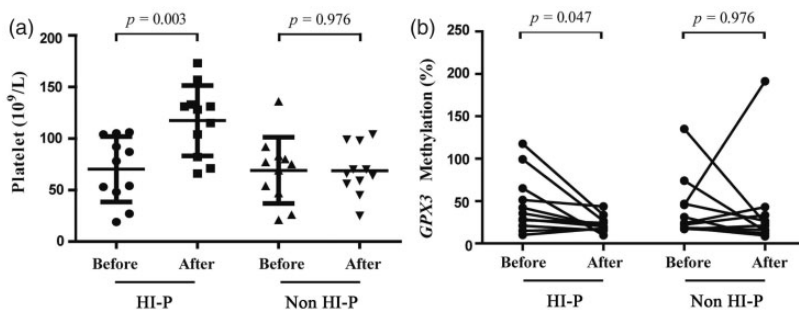 (a)
p = 0.003
p = 0.976
Platelet (10⁹/L)
200
150
100
50
0
Before
After
Before
After
HI-P
Non HI-P
(b)
p = 0.047
p = 0.976
GPX3 Methylation (%)
250
200
150
100
50
0
Before
After
Before
After
HI-P
Non HI-P